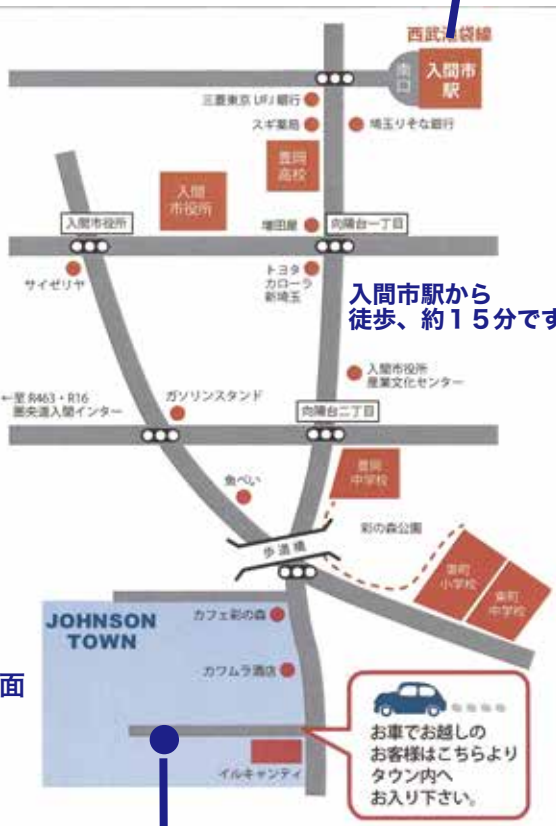 西武池袋線
南口
入間市
駅
三菱東京 UFJ 銀行
スギ薬局
埼玉りそな銀行
豊岡
高校
入間
市役所
入間市役所
増田屋
向陽台一丁目
サイゼリヤ
トヨタ
カローラ
新埼玉
入間市駅から
徒歩、約１５分です
入間市役所
産業文化センター
←至 R463・R16
圏央道入間インター
ガソリンスタンド
向陽台二丁目
豊岡
中学校
魚べい
彩の森公園
歩道橋
東町
小学校
東町
中学校
JOHNSON
TOWN
カフェ彩の森
カワムラ酒店
面
イルキャンティ
お車でお越しの
お客様はこちらより
タウン内へ
お入り下さい。